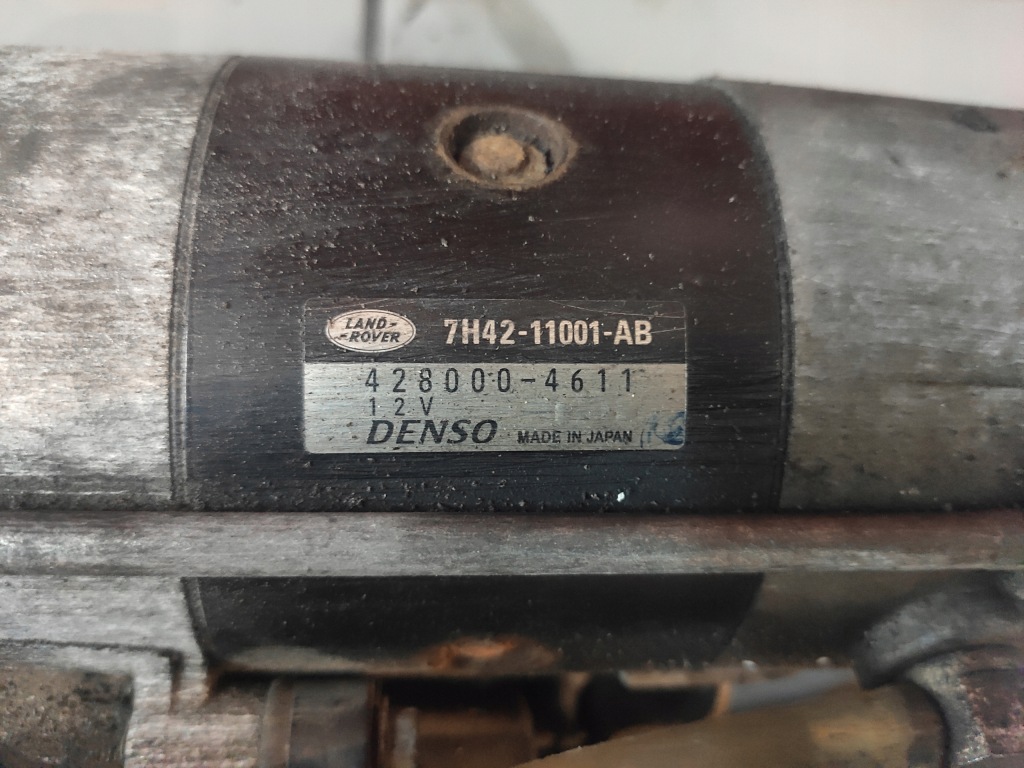 LAND-
-ROVER
7H42-11001-AB
428000-4611
12V
DENSO MADE IN JAPAN